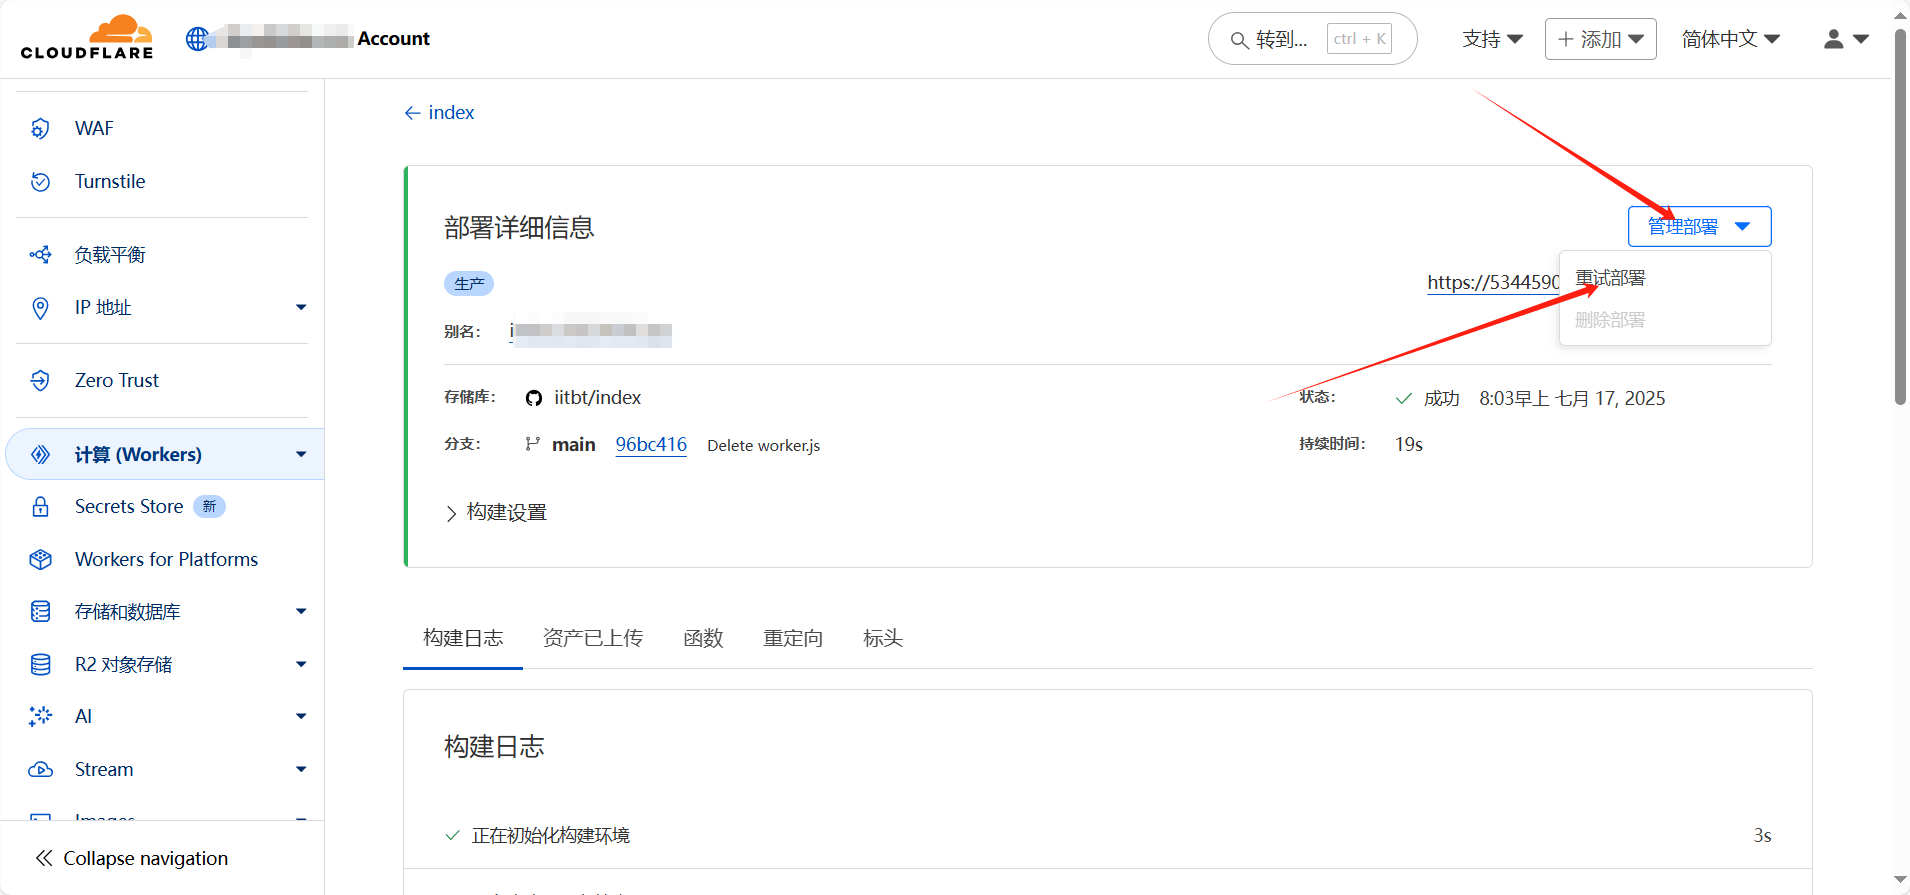 CLOUDFLARE
Account
转到...
ctrl + K
支持
添加
简体中文
WAF
Turnstile
负载平衡
IP 地址
Zero Trust
计算 (Workers)
Secrets Store 新
Workers for Platforms
存储和数据库
R2 对象存储
AI
Stream
Images
Collapse navigation
← index
部署详细信息
管理部署
重试部署
删除部署
生产
https://5344590
别名:
存储库: iitbt/index
状态: 成功 8:03早上 七月 17, 2025
分支: main 96bc416 Delete worker.js
持续时间: 19s
构建设置
构建日志 资产已上传 函数 重定向 标头
构建日志
正在初始化构建环境 3s